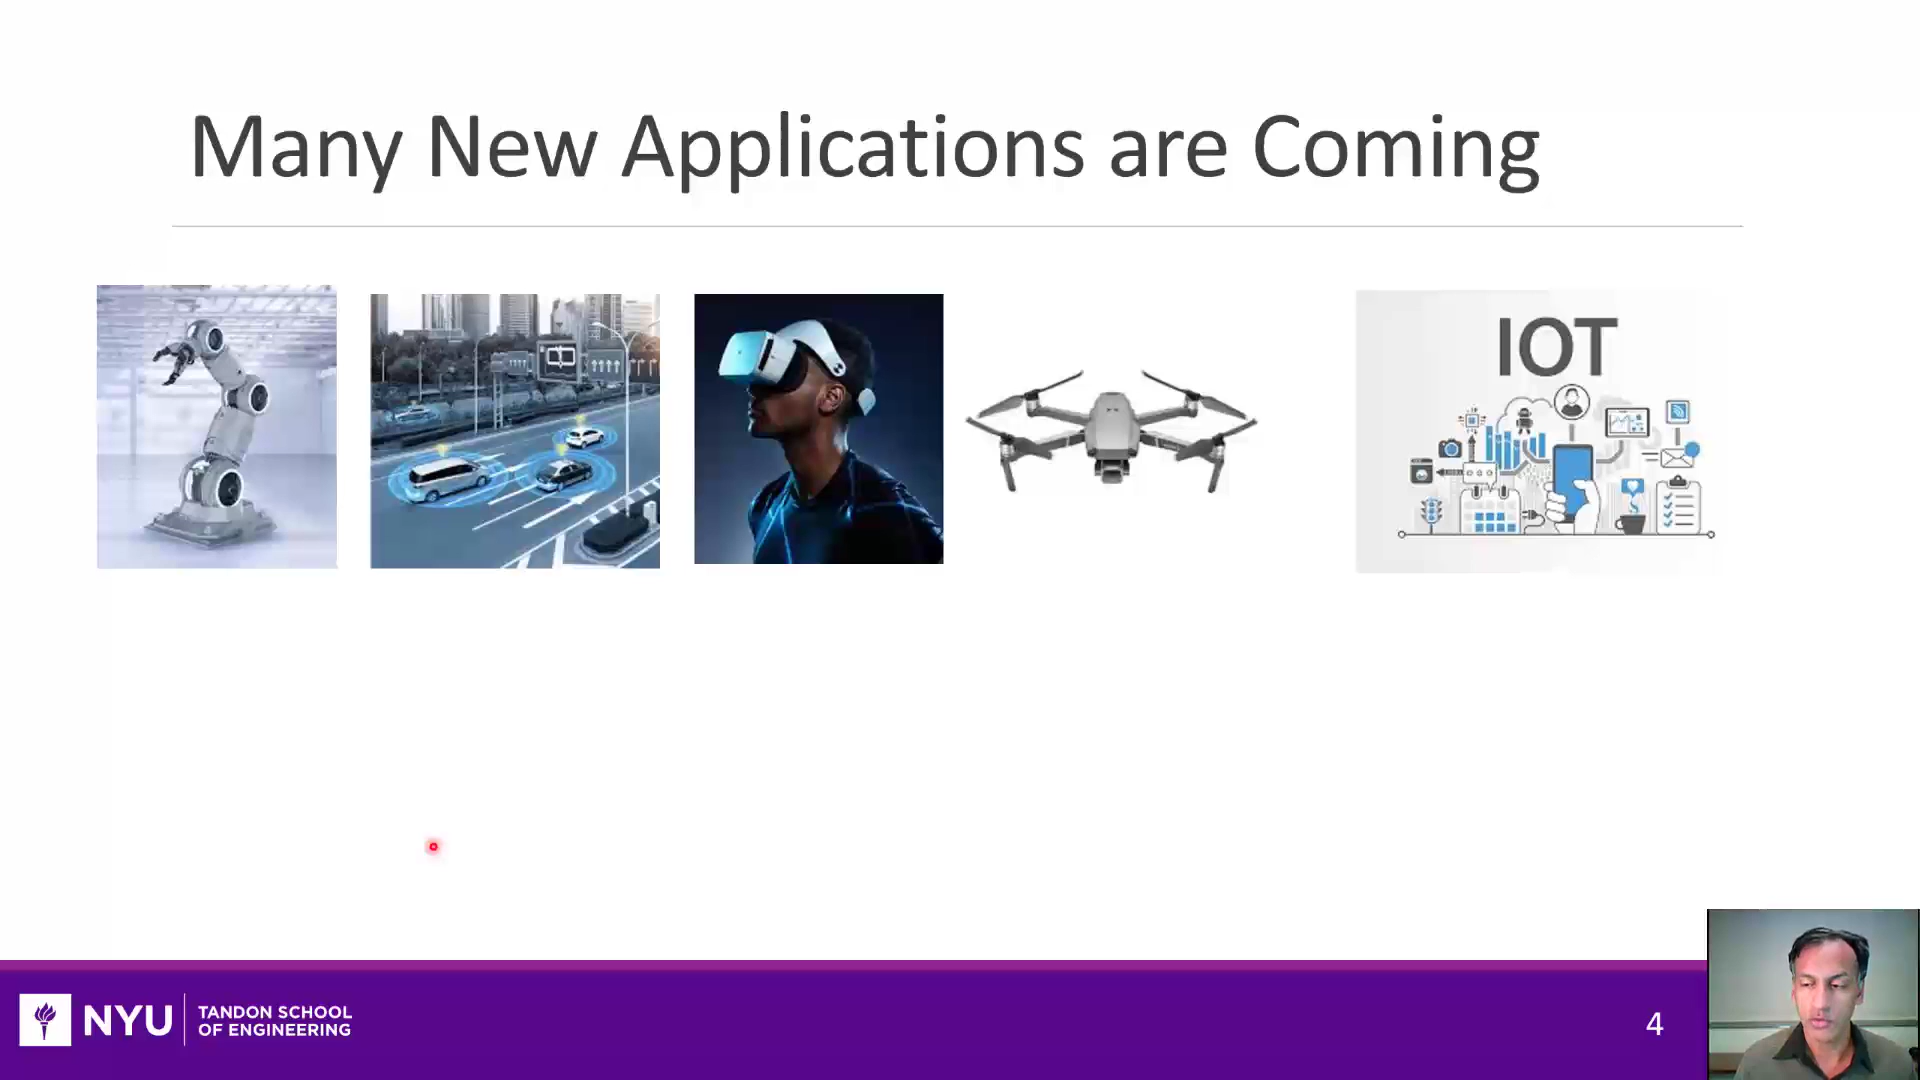 Many New Applications are Coming
IOT
NYU
TANDON SCHOOL
OF ENGINEERING
4